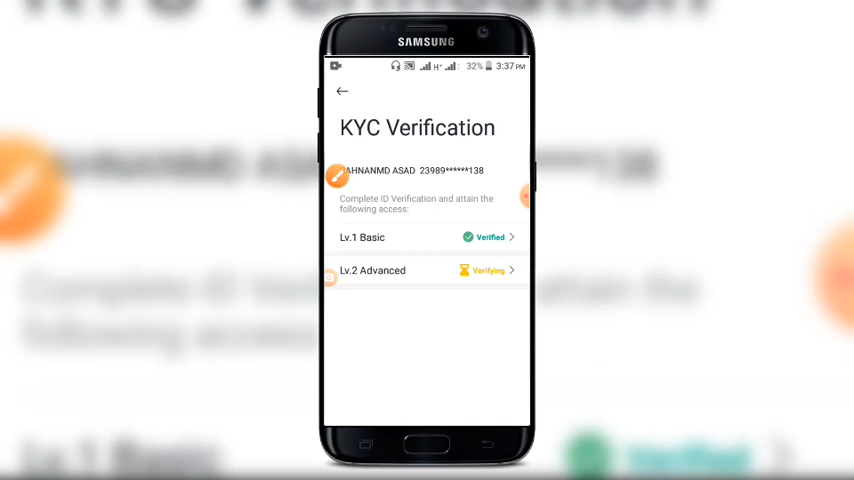 SAMSUNG
32% 3:37 PM
KYC Verification
AHNANMD ASAD 23989******138
Complete ID Verification and attain the
following access:
Lv.1 Basic Verified
Lv.2 Advanced Verifying